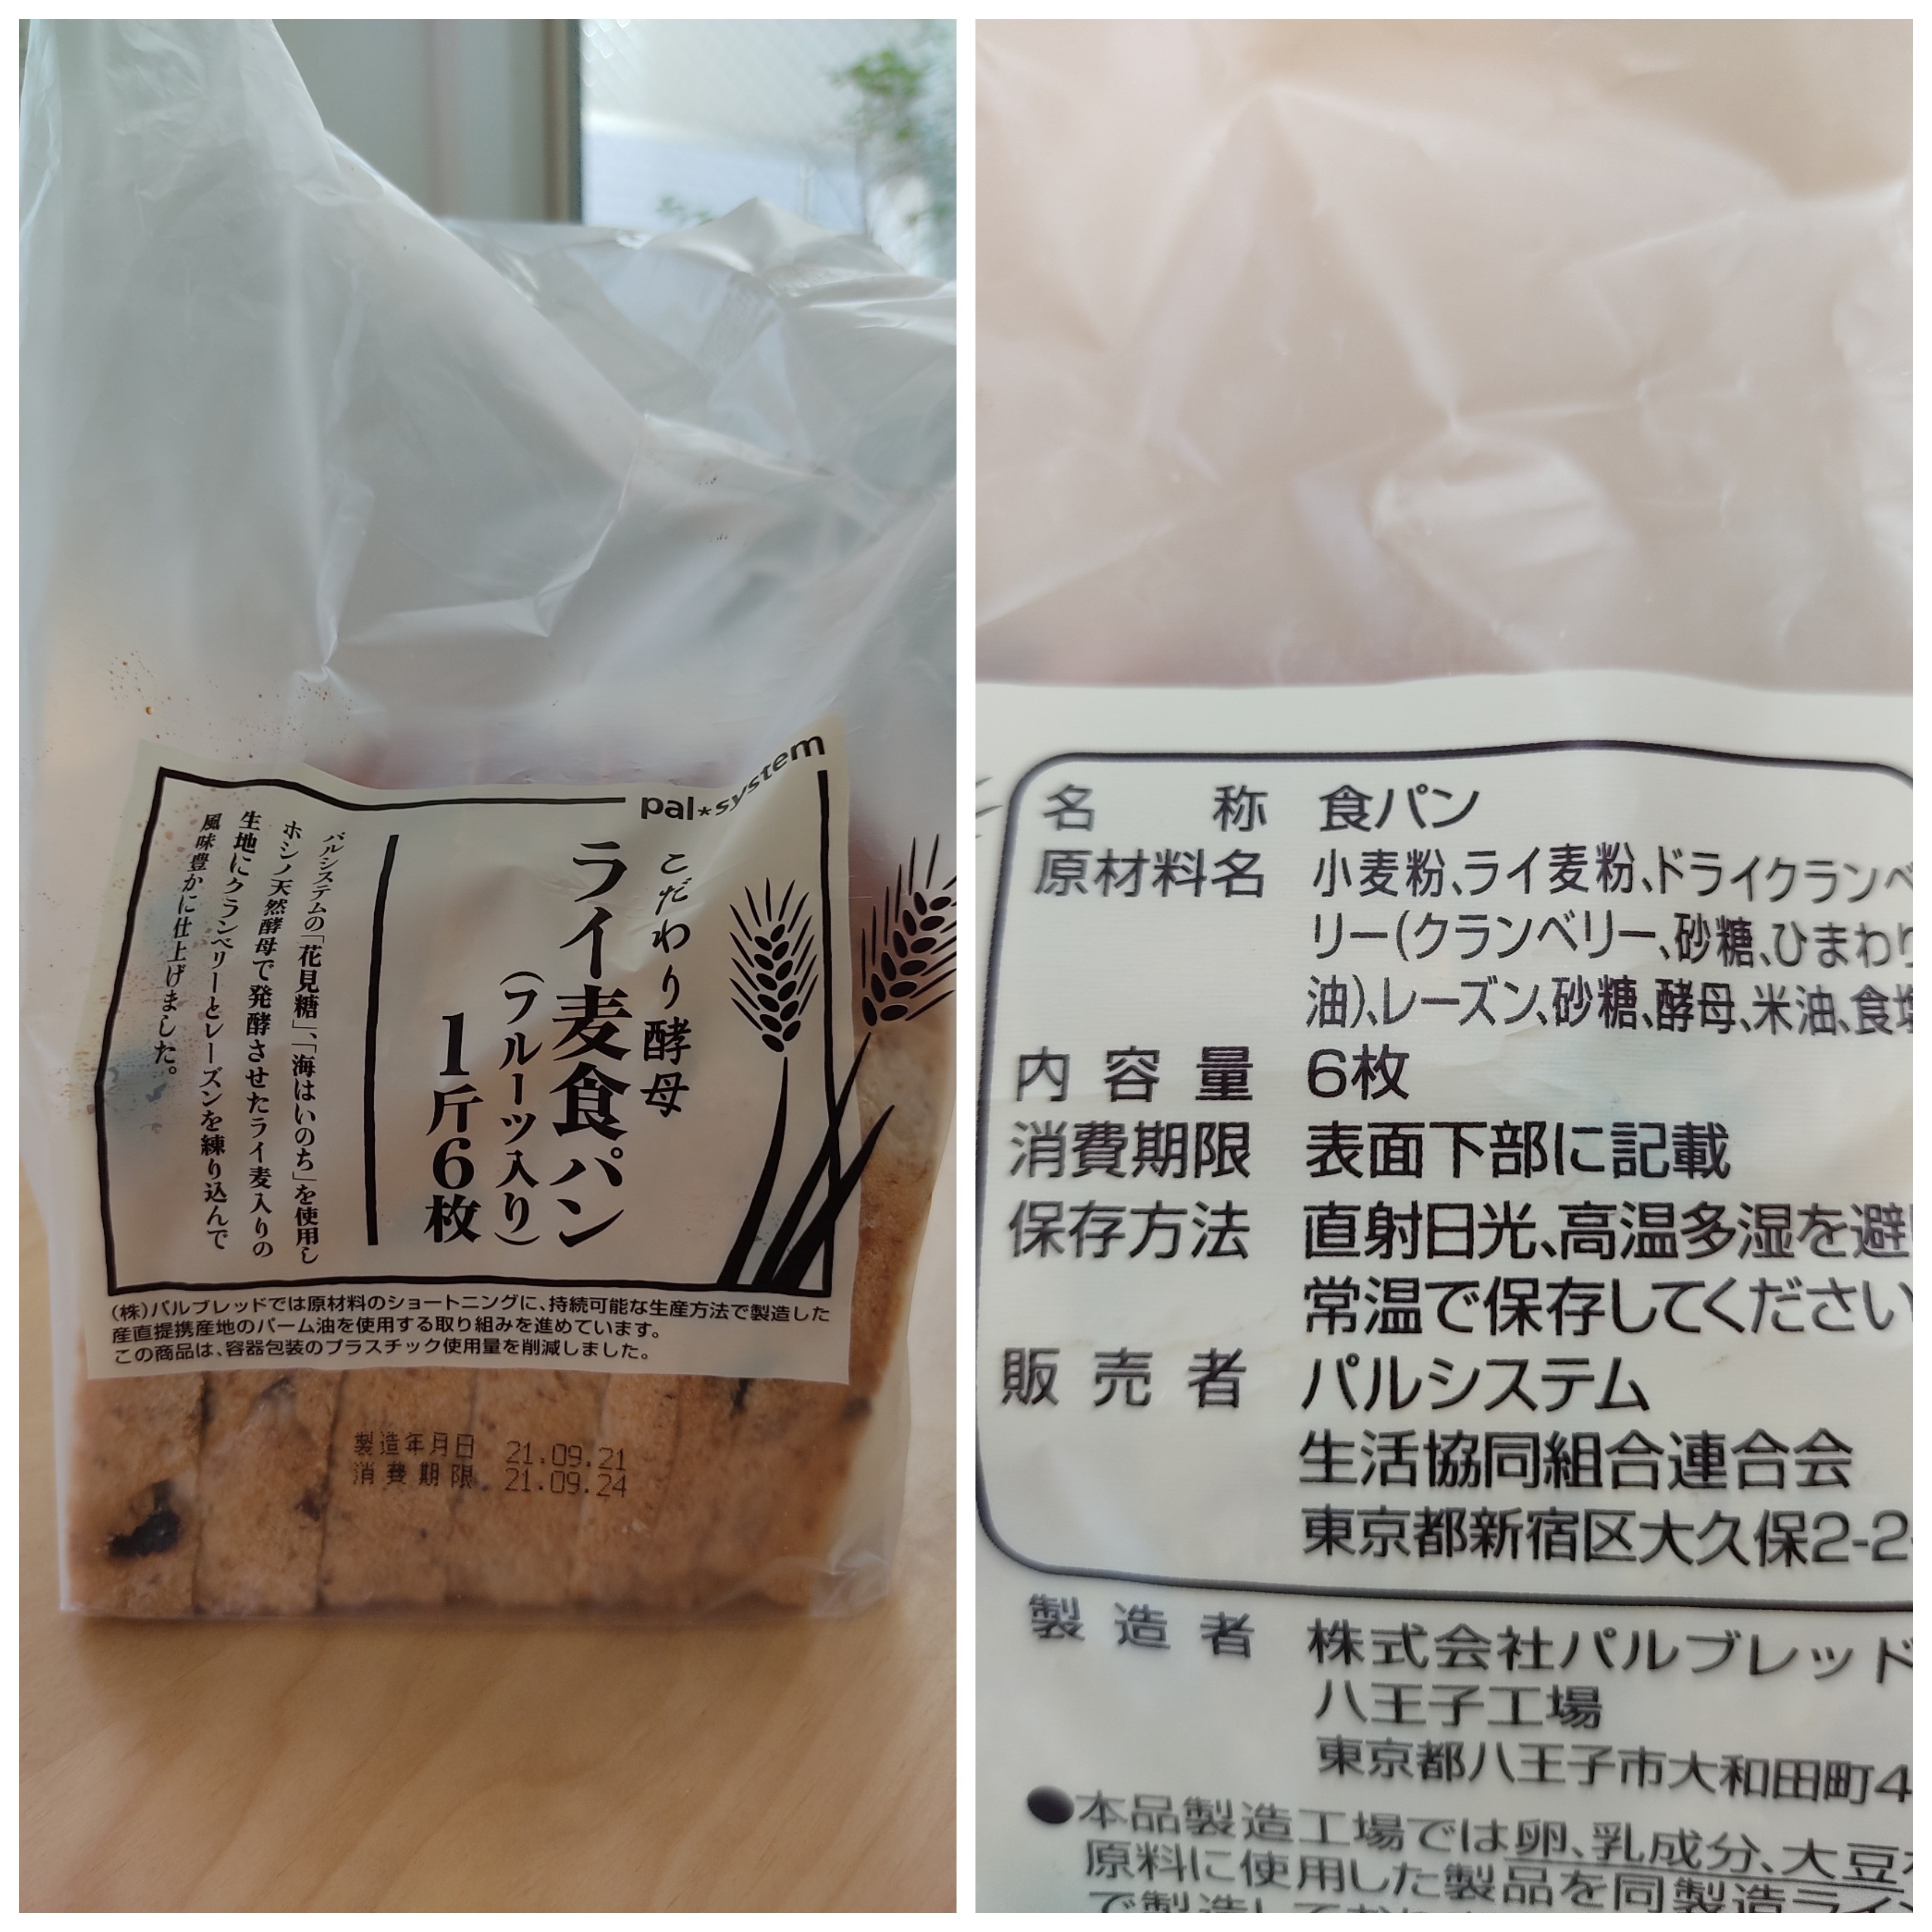 pal*system
こだわり酵母
ライ麦食パン
(フルーツ入り)
1斤6枚
パルシステムの「花見糖」、「海はいのち」を使用し
ホシノ天然酵母で発酵させたライ麦入りの
生地にクランベリーとレーズンを練り込んで
風味豊かに仕上げました。
(株)パルブレッドでは原材料のショートニングに、持続可能な生産方法で製造した
産直提携産地のパーム油を使用する取り組みを進めています。
この商品は、容器包装のプラスチック使用量を削減しました。
製造年月日 21.09.21
消費期限 21.09.24
名称 食パン
原材料名 小麦粉、ライ麦粉、ドライクランベ
リー(クランベリー、砂糖、ひまわり
油)、レーズン、砂糖、酵母、米油、食塩
内容量 6枚
消費期限 表面下部に記載
保存方法 直射日光、高温多湿を避
常温で保存してください
販売者 パルシステム
生活協同組合連合会
東京都新宿区大久保2-2-
製造者 株式会社パルブレッド
八王子工場
東京都八王子市大和田町4
●本品製造工場では卵、乳成分、大豆
原料に使用した製品を同製造ライン
で製造して